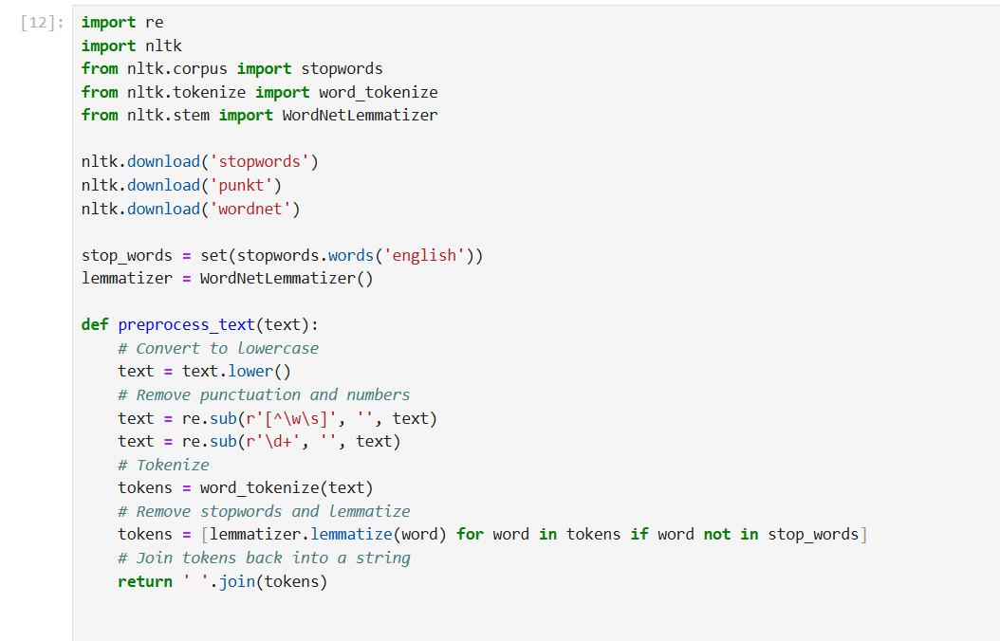 [12]:
import re
import nltk
from nltk.corpus import stopwords
from nltk.tokenize import word_tokenize
from nltk.stem import WordNetLemmatizer

nltk.download('stopwords')
nltk.download('punkt')
nltk.download('wordnet')

stop_words = set(stopwords.words('english'))
lemmatizer = WordNetLemmatizer()

def preprocess_text(text):
    # Convert to lowercase
    text = text.lower()
    # Remove punctuation and numbers
    text = re.sub(r'[^\w\s]', '', text)
    text = re.sub(r'\d+', '', text)
    # Tokenize
    tokens = word_tokenize(text)
    # Remove stopwords and lemmatize
    tokens = [lemmatizer.lemmatize(word) for word in tokens if word not in stop_words]
    # Join tokens back into a string
    return ' '.join(tokens)